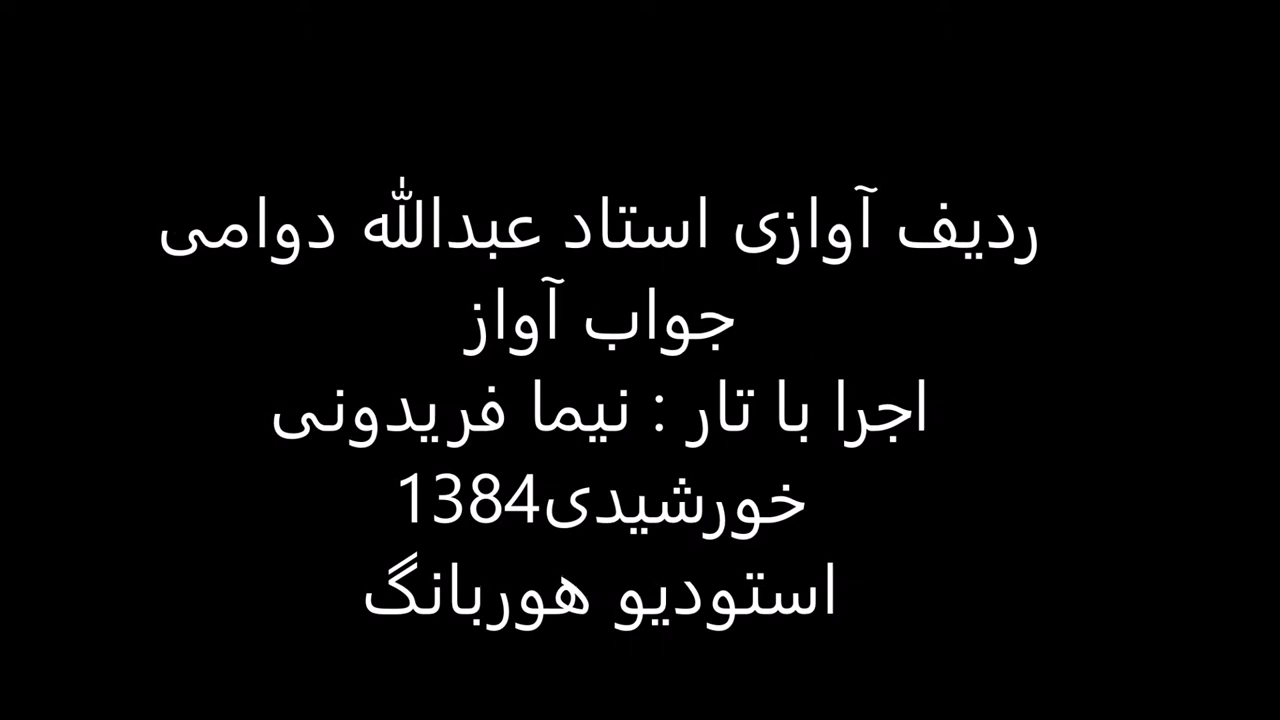 ردیف آوازی استاد عبدالله دوامی
جواب آواز
اجرا با تار : نیما فریدونی
خورشیدی1384
استودیو هوربانگ